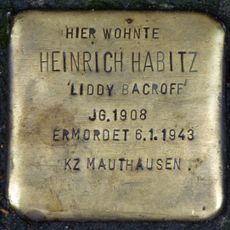 HIER WOHNTE
HEINRICH HABITZ
'LIDDY BACROFF'
JG. 1908
ERMORDET 6.1.1943
KZ MAUTHAUSEN